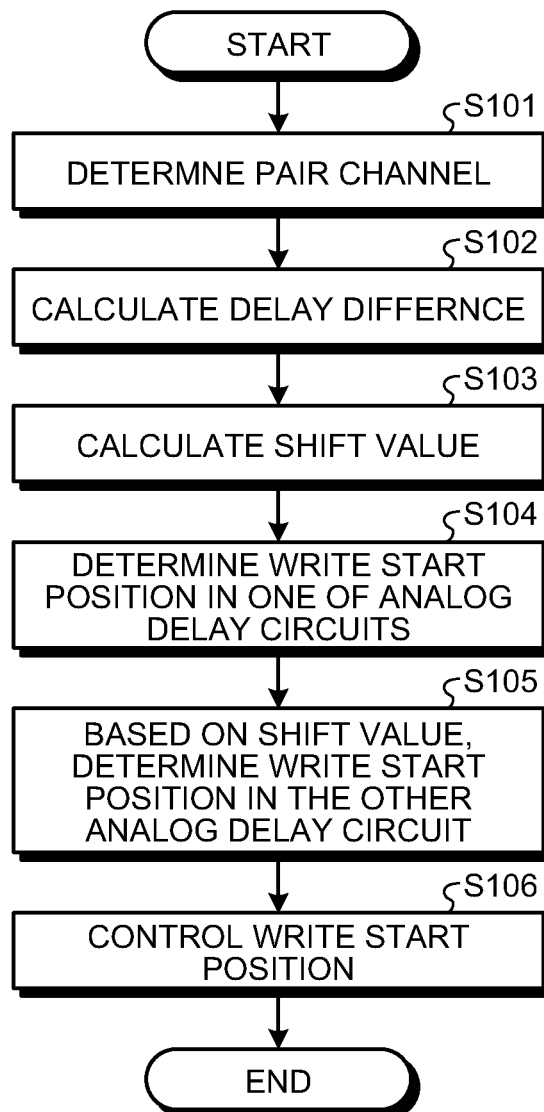 START
S101
DETERMNE PAIR CHANNEL
S102
CALCULATE DELAY DIFFERNCE
S103
CALCULATE SHIFT VALUE
S104
DETERMINE WRITE START
POSITION IN ONE OF ANALOG
DELAY CIRCUITS
S105
BASED ON SHIFT VALUE,
DETERMINE WRITE START
POSITION IN THE OTHER
ANALOG DELAY CIRCUIT
S106
CONTROL WRITE START
POSITION
END